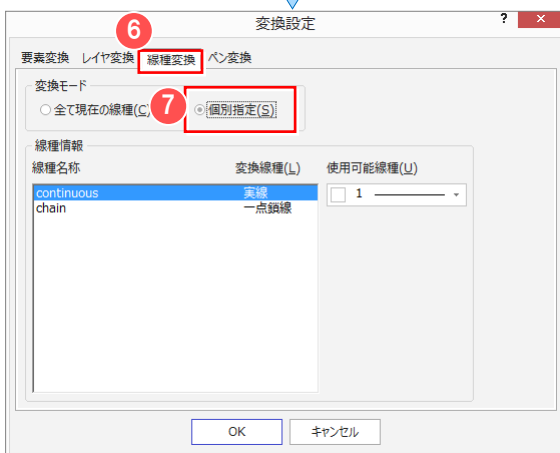 6
変換設定
? ×
要素変換 レイヤ変換 線種変換 ペン変換
変換モード
全て現在の線種(C) 7 個別指定(S)
線種情報
線種名称 変換線種(L) 使用可能線種(U)
continuous 実線 1
chain 一点鎖線
OK キャンセル